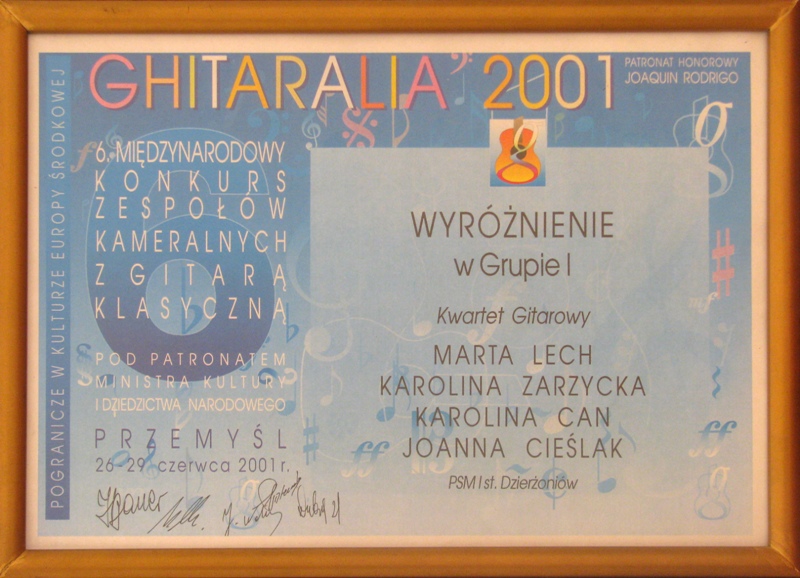 GHITARALIA 2001
PATRONAT HONOROWY
JOAQUIN RODRIGO
POGRANICZE W KULTURZE EUROPY ŚRODKOWEJ
6
6. MIĘDZYNARODOWY
KONKURS
ZESPOŁÓW
KAMERALNYCH
Z GITARĄ
KLASYCZNĄ
POD PATRONATEM
MINISTRA KULTURY
I DZIEDZICTWA NARODOWEGO
PRZEMYŚL
26-29 czerwca 2001 r.
WYRÓŻNIENIE
w Grupie I
Kwartet Gitarowy
MARTA LECH
KAROLINA ZARZYCKA
KAROLINA CAN
JOANNA CIEŚLAK
PSM I st. Dzierżoniów